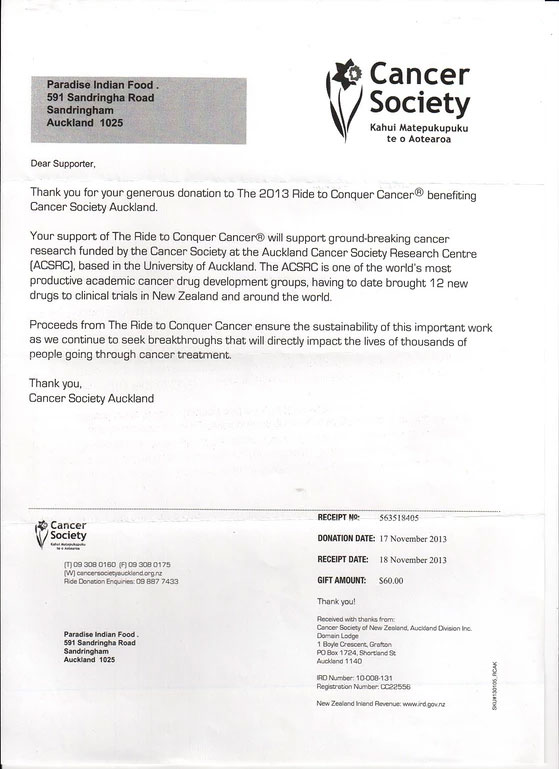 Paradise Indian Food .
591 Sandringha Road
Sandringham
Auckland 1025
Cancer
Society
Kahui Matepukupuku
te o Aotearoa
Dear Supporter,
Thank you for your generous donation to The 2013 Ride to Conquer Cancer® benefiting
Cancer Society Auckland.
Your support of The Ride to Conquer Cancer® will support ground-breaking cancer
research funded by the Cancer Society at the Auckland Cancer Society Research Centre
(ACSRC), based in the University of Auckland. The ACSRC is one of the world's most
productive academic cancer drug development groups, having to date brought 12 new
drugs to clinical trials in New Zealand and around the world.
Proceeds from The Ride to Conquer Cancer ensure the sustainability of this important work
as we continue to seek breakthroughs that will directly impact the lives of thousands of
people going through cancer treatment.
Thank you,
Cancer Society Auckland
Cancer
Society
Kahui Matepukupuku
te o Aotearoa
(T) 09 308 0160 (F) 09 308 0175
(W) cancersocietyauckland.org.nz
Ride Donation Enquiries: 09 887 7433
Paradise Indian Food .
591 Sandringha Road
Sandringham
Auckland 1025
RECEIPT No: 563518405
DONATION DATE: 17 November 2013
RECEIPT DATE: 18 November 2013
GIFT AMOUNT: $60.00
Thank you!
Received with thanks from:
Cancer Society of New Zealand, Auckland Division Inc.
Domain Lodge
1 Boyle Crescent, Grafton
PO Box 1724, Shortland St
Auckland 1140
IRD Number: 10-008-131
Registration Number: CC22556
New Zealand Inland Revenue: www.ird.govt.nz
SKU#130105_RCAK